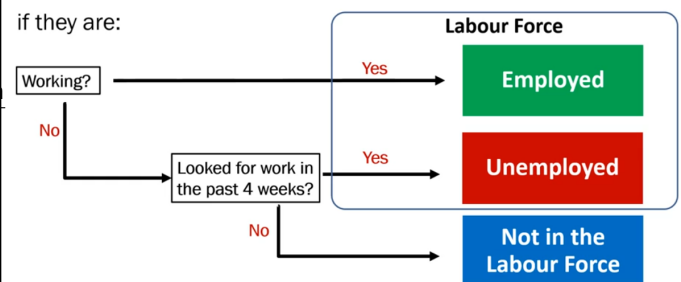 if they are:
Labour Force
Working?
Yes
Employed
No
Looked for work in
the past 4 weeks?
Yes
Unemployed
No
Not in the
Labour Force